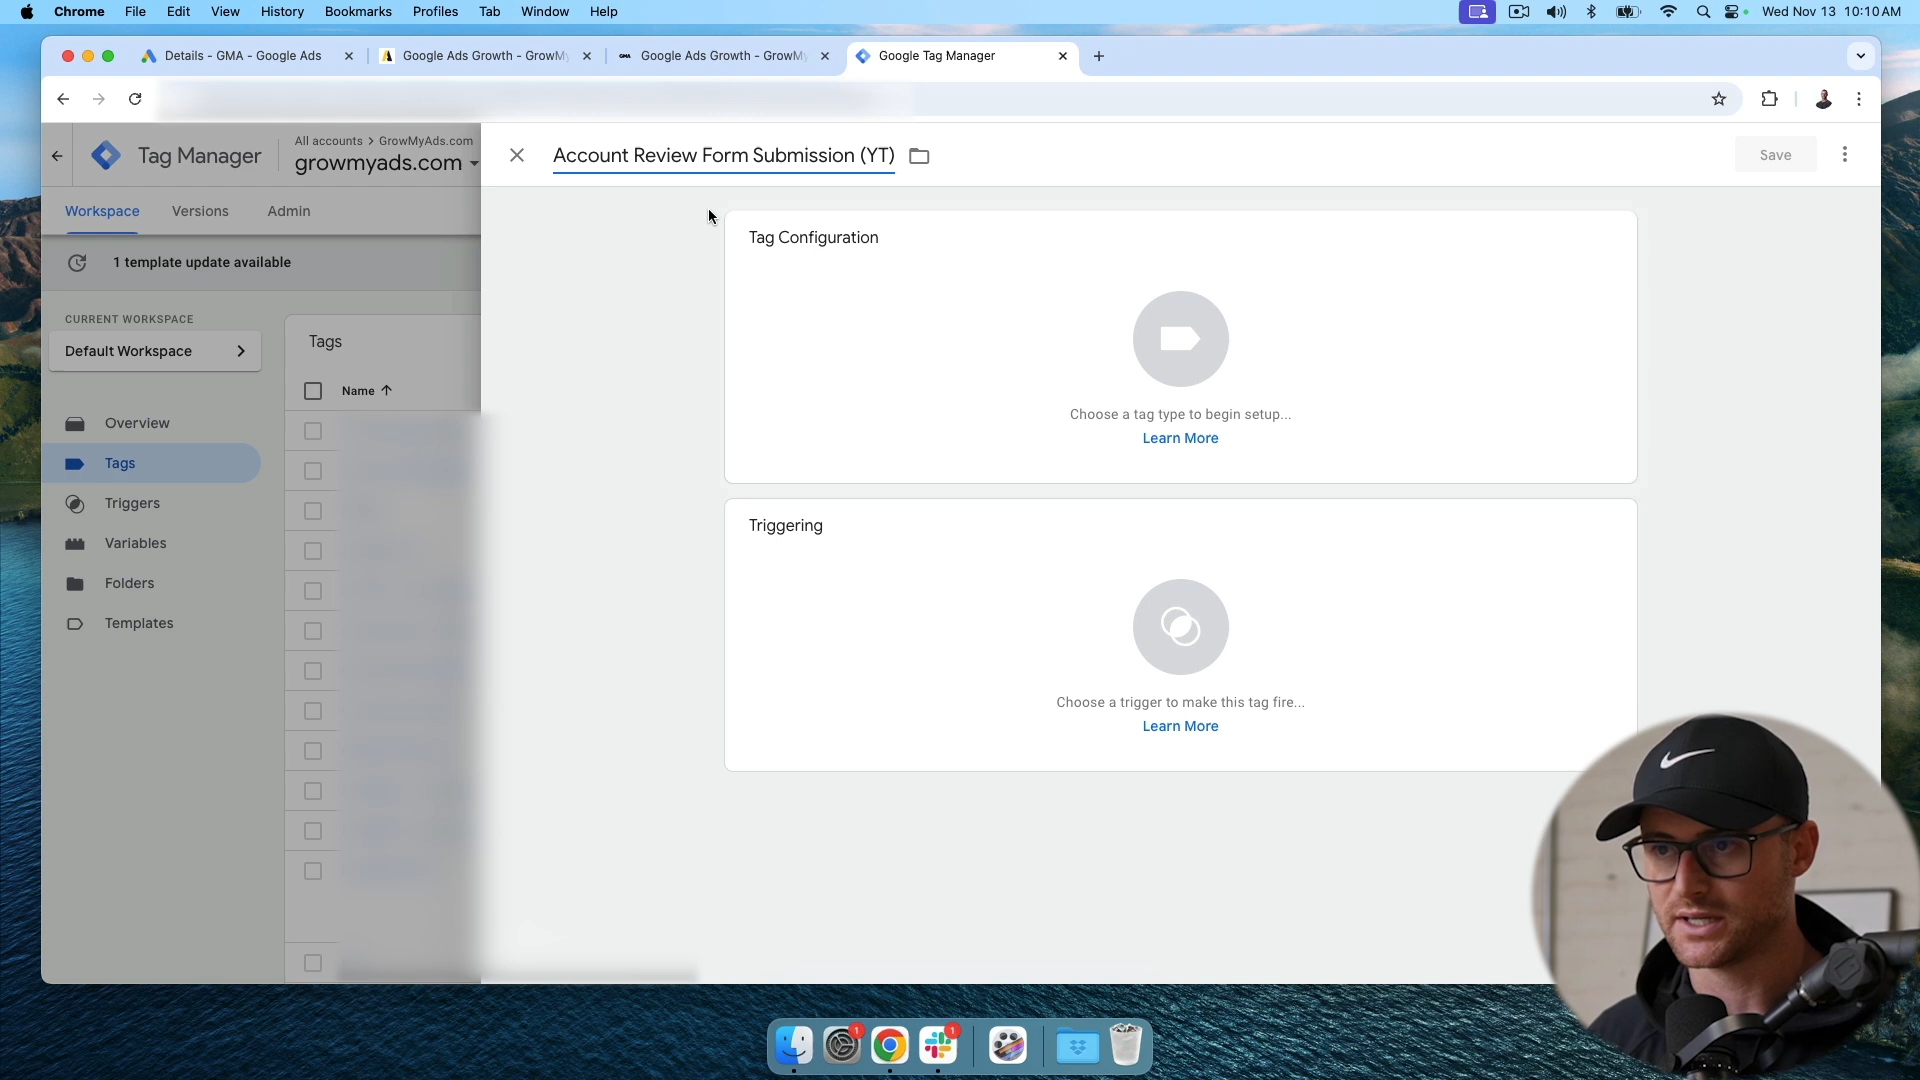 Chrome File Edit View History Bookmarks Profiles Tab Window Help
Wed Nov 13 10:10 AM
Details - GMA - Google Ads
Google Ads Growth - GrowMy
Google Ads Growth - GrowMy
Google Tag Manager
Tag Manager
All accounts > GrowMyAds.com
growmyads.com
Account Review Form Submission (YT)
Save
Workspace Versions Admin
1 template update available
CURRENT WORKSPACE
Default Workspace
Overview
Tags
Triggers
Variables
Folders
Templates
Tags
Name
Tag Configuration
Choose a tag type to begin setup...
Learn More
Triggering
Choose a trigger to make this tag fire...
Learn More
1
1